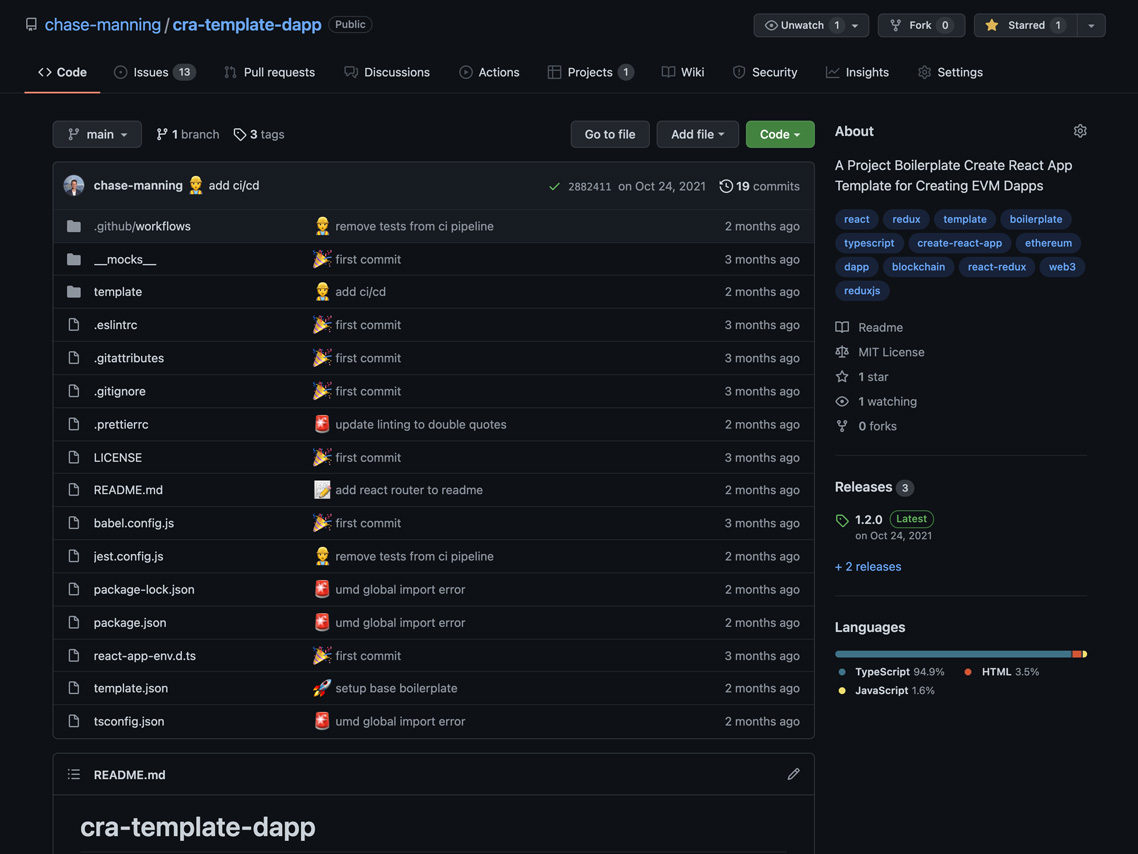 chase-manning / cra-template-dapp Public
Unwatch 1 Fork 0 Starred 1
Code Issues 13 Pull requests Discussions Actions Projects 1 Wiki Security Insights Settings
main 1 branch 3 tags Go to file Add file Code
chase-manning add ci/cd 2882411 on Oct 24, 2021 19 commits
.github/workflows remove tests from ci pipeline 2 months ago
__mocks__ first commit 3 months ago
template add ci/cd 2 months ago
.eslintrc first commit 3 months ago
.gitattributes first commit 3 months ago
.gitignore first commit 3 months ago
.prettierrc update linting to double quotes 2 months ago
LICENSE first commit 3 months ago
README.md add react router to readme 2 months ago
babel.config.js first commit 3 months ago
jest.config.js remove tests from ci pipeline 2 months ago
package-lock.json umd global import error 2 months ago
package.json umd global import error 2 months ago
react-app-env.d.ts first commit 3 months ago
template.json setup base boilerplate 2 months ago
tsconfig.json umd global import error 2 months ago
README.md
cra-template-dapp
About
A Project Boilerplate Create React App
Template for Creating EVM Dapps
react redux template boilerplate
typescript create-react-app ethereum
dapp blockchain react-redux web3
reduxjs
Readme
MIT License
1 star
1 watching
0 forks
Releases 3
1.2.0 Latest
on Oct 24, 2021
+ 2 releases
Languages
TypeScript 94.9% HTML 3.5%
JavaScript 1.6%